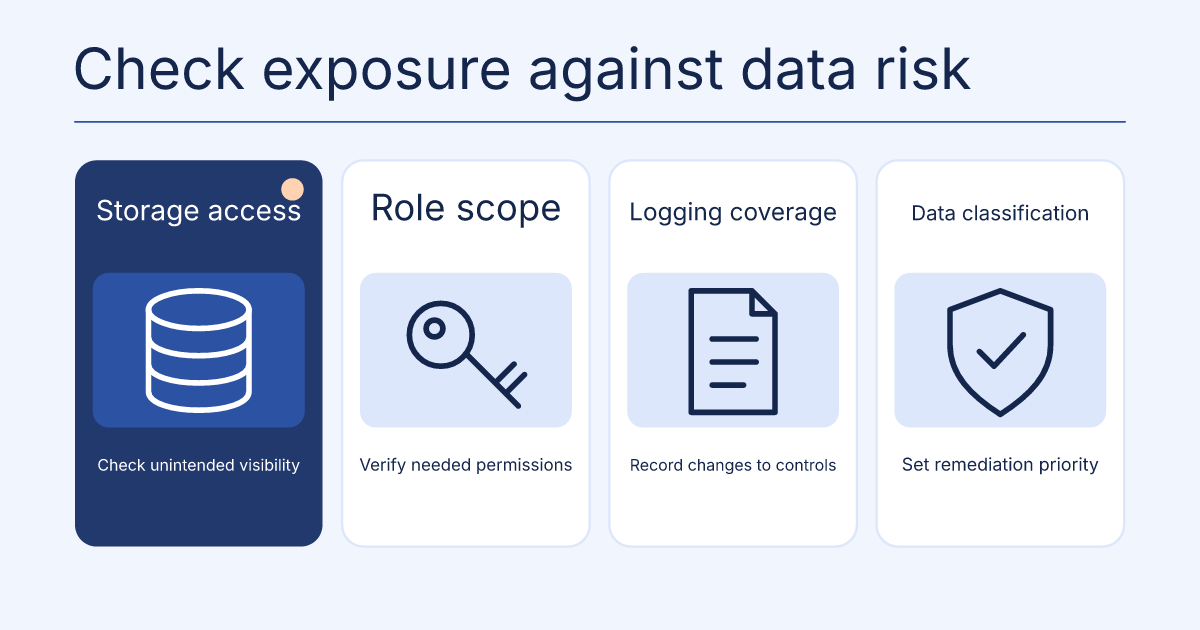 Check exposure against data risk
Storage access
Role scope
Logging coverage
Data classification
Check unintended visibility
Verify needed permissions
Record changes to controls
Set remediation priority